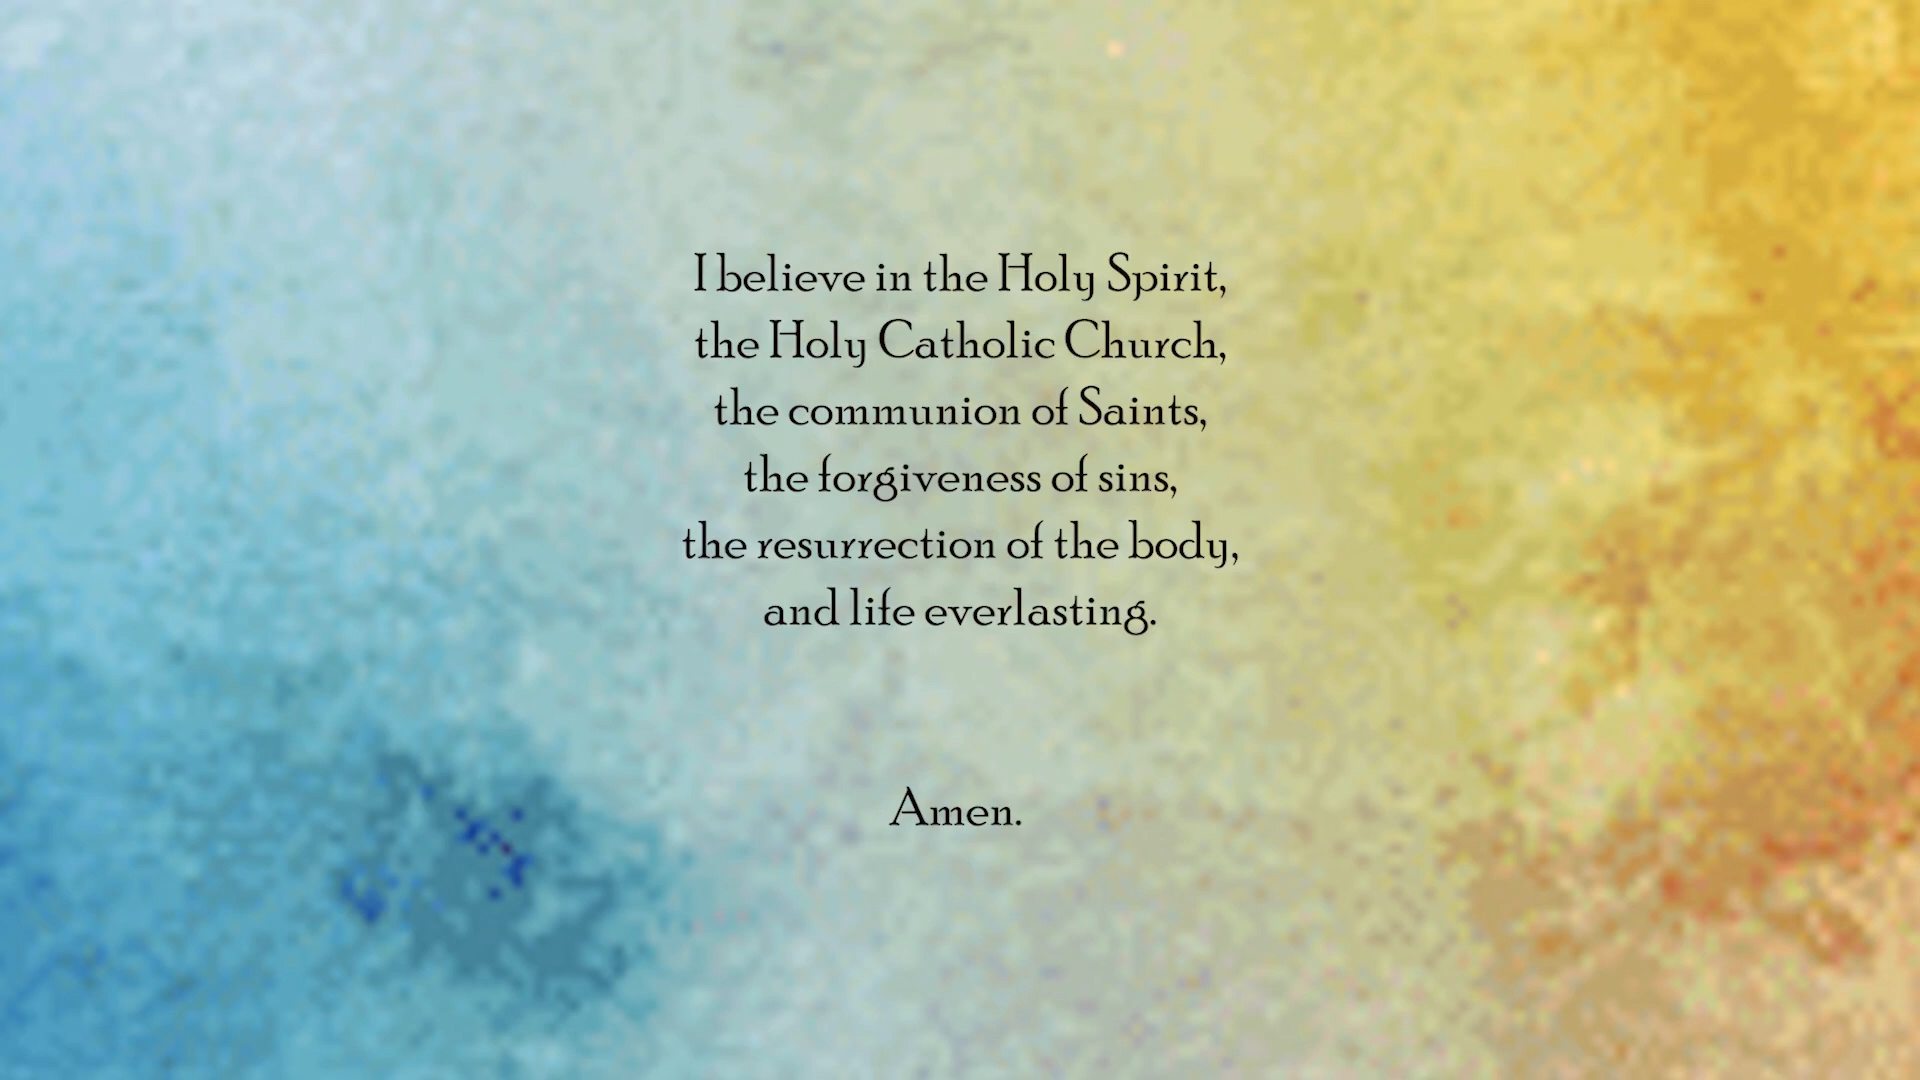 I believe in the Holy Spirit,
the Holy Catholic Church,
the communion of Saints,
the forgiveness of sins,
the resurrection of the body,
and life everlasting.
Amen.